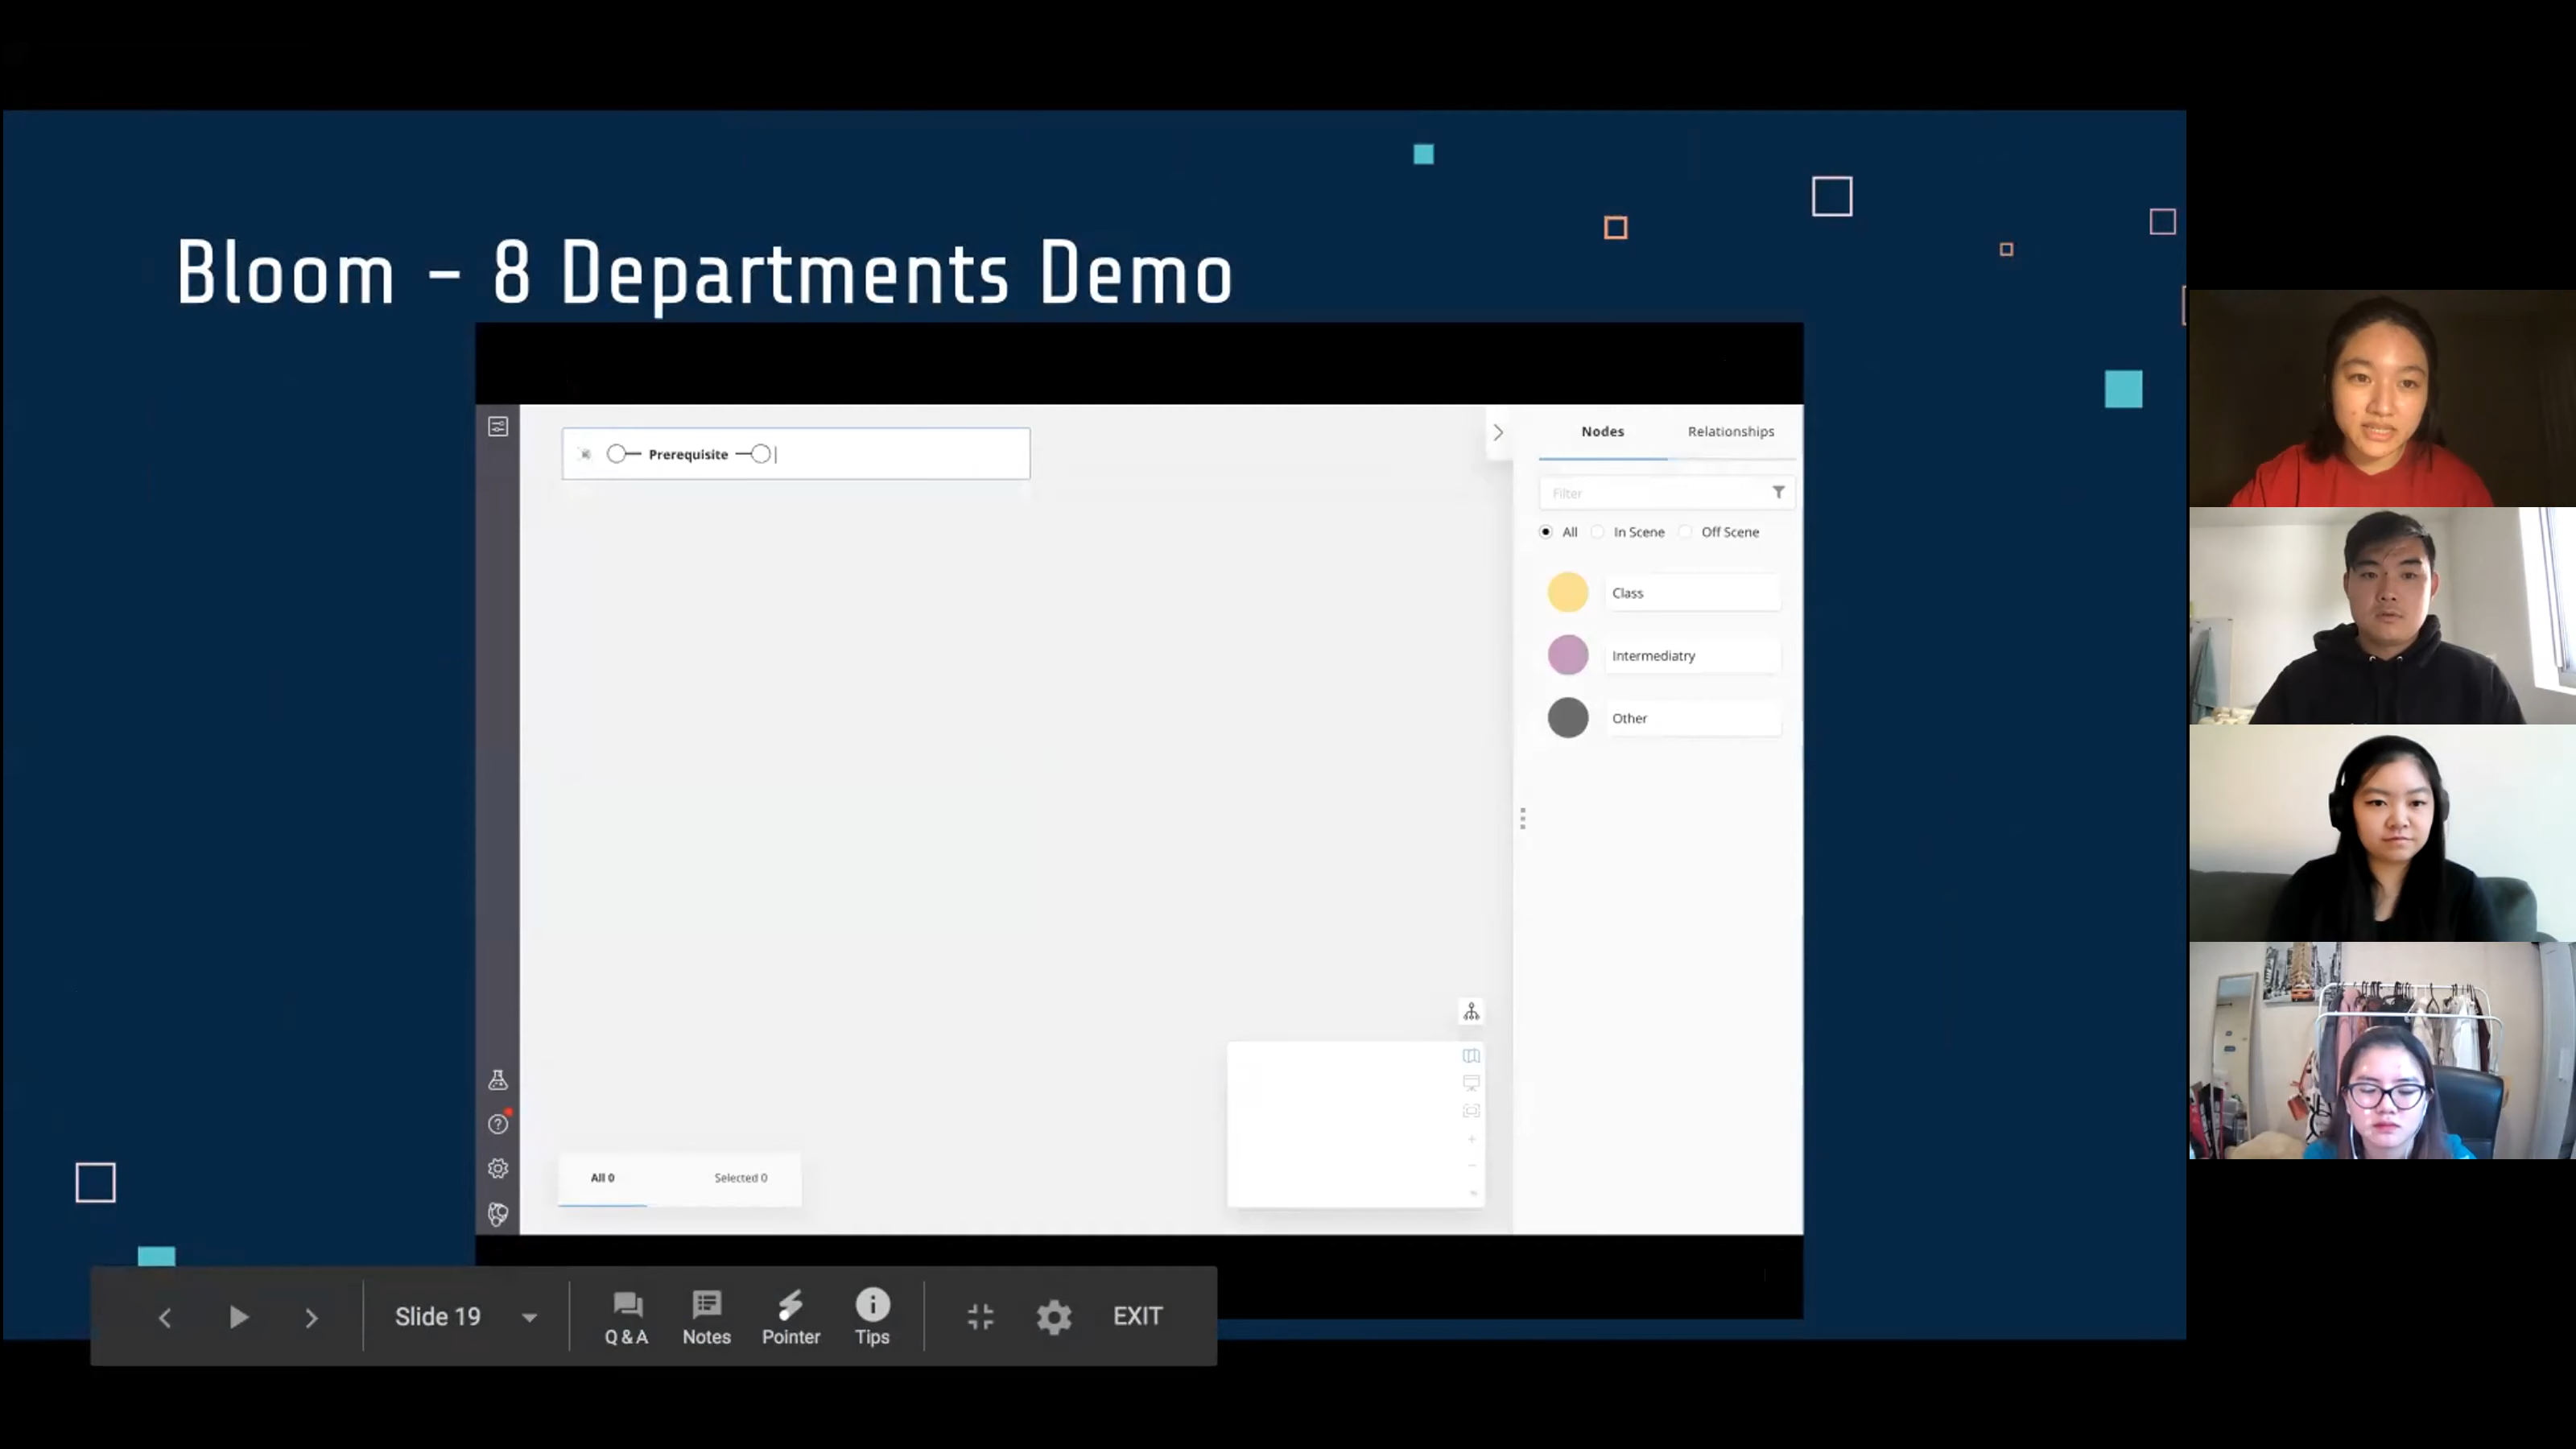 Bloom - 8 Departments Demo
Prerequisite
Nodes Relationships
Filter
All In Scene Off Scene
Class
Intermediatry
Other
All 0 Selected 0
Slide 19 Q & A Notes Pointer Tips EXIT